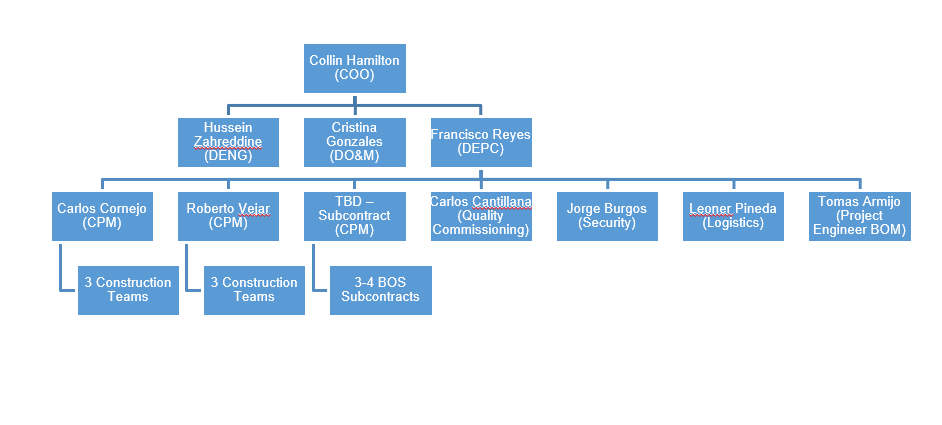 Collin Hamilton
(COO)
Hussein
Zahreddine
(DENG)
Cristina
Gonzales
(DO&M)
Francisco Reyes
(DEPC)
Carlos Cornejo
(CPM)
Roberto Vejar
(CPM)
TBD –
Subcontract
(CPM)
Carlos Cantillana
(Quality
Commissioning)
Jorge Burgos
(Security)
Leoner Pineda
(Logistics)
Tomas Armijo
(Project
Engineer BOM)
3 Construction
Teams
3 Construction
Teams
3-4 BOS
Subcontracts